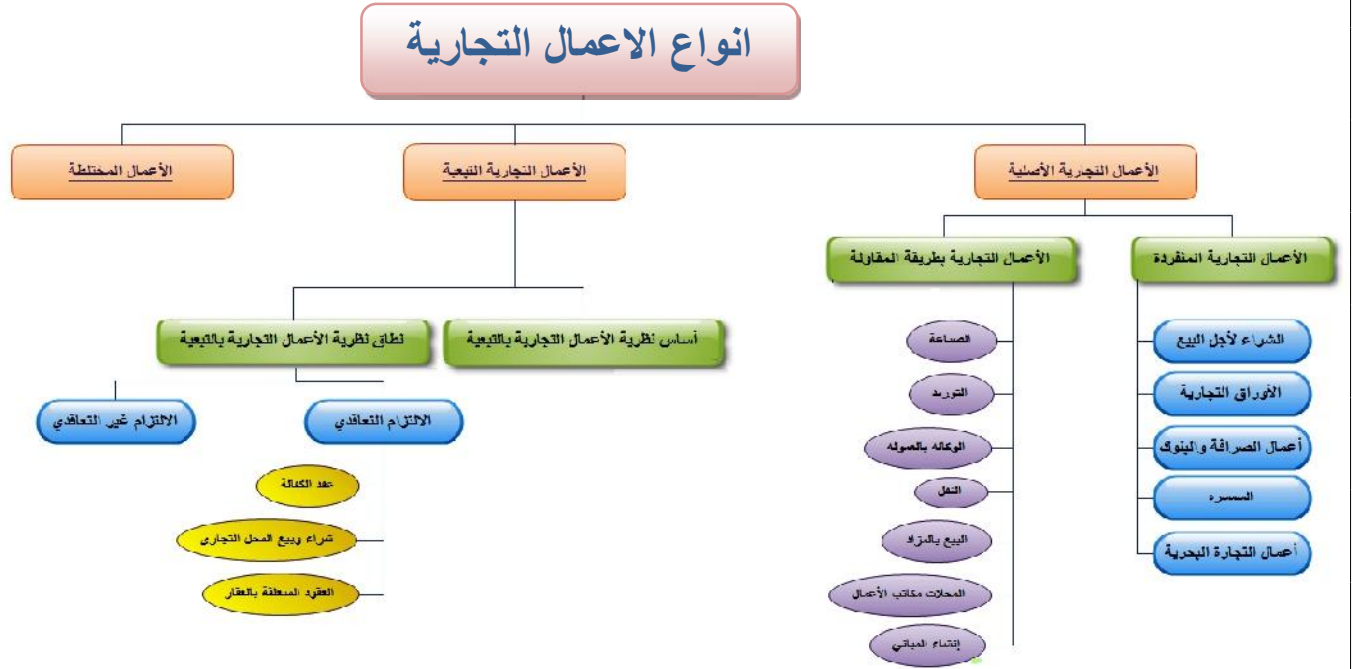 انواع الاعمال التجارية
الأعمال التجارية الأصلية
الأعمال التجارية التبعية
الأعمال المختلطة
الأعمال التجارية المنفردة
الأعمال التجارية بطريقة المقاولة
الشراء لأجل البيع
الأوراق التجارية
أعمال الصرافة والبنوك
السمسره
أعمال التجارة البحرية
الصناعة
التوريد
الوكاله بالعموله
النقل
البيع بالمزاد
المحلات مكاتب الأعمال
إنشاء المباني
أساس نظرية الأعمال التجارية بالتبعية
نطاق نظرية الأعمال التجارية بالتبعية
الالتزام التعاقدي
الالتزام غير التعاقدي
عقد الكفالة
شراء وبيع المحل التجاري
العقود المتعلقة بالعقار